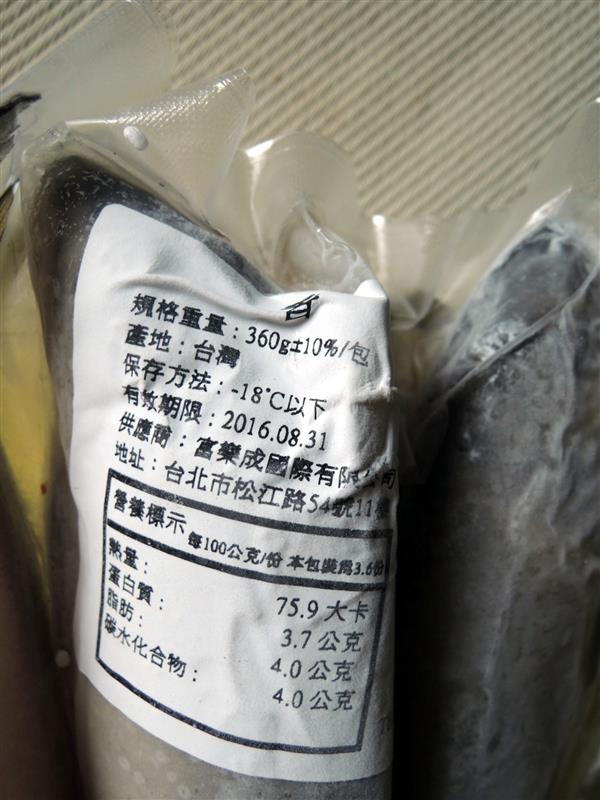 規格重量：360g±10%/包
產地：台灣
保存方法：-18°C以下
有效期限：2016.08.31
供應商：富樂成國際有限公司
地址：台北市松江路54號11樓
營養標示
每100公克/份 本包裝為3.6份
熱量： 75.9 大卡
蛋白質： 3.7 公克
脂肪： 4.0 公克
碳水化合物： 4.0 公克